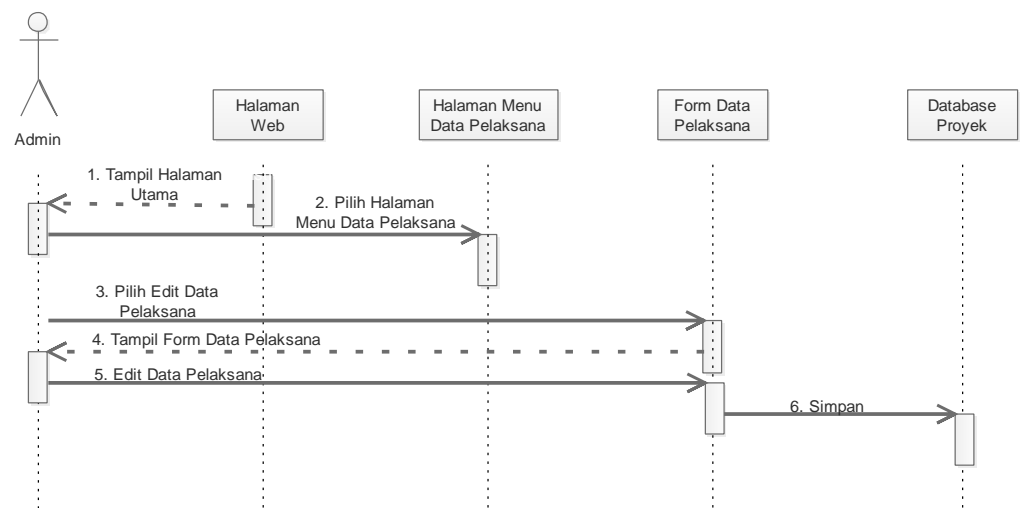 Admin
Halaman
Web
Halaman Menu
Data Pelaksana
Form Data
Pelaksana
Database
Proyek
1. Tampil Halaman
Utama
2. Pilih Halaman
Menu Data Pelaksana
3. Pilih Edit Data
Pelaksana
4. Tampil Form Data Pelaksana
5. Edit Data Pelaksana
6. Simpan